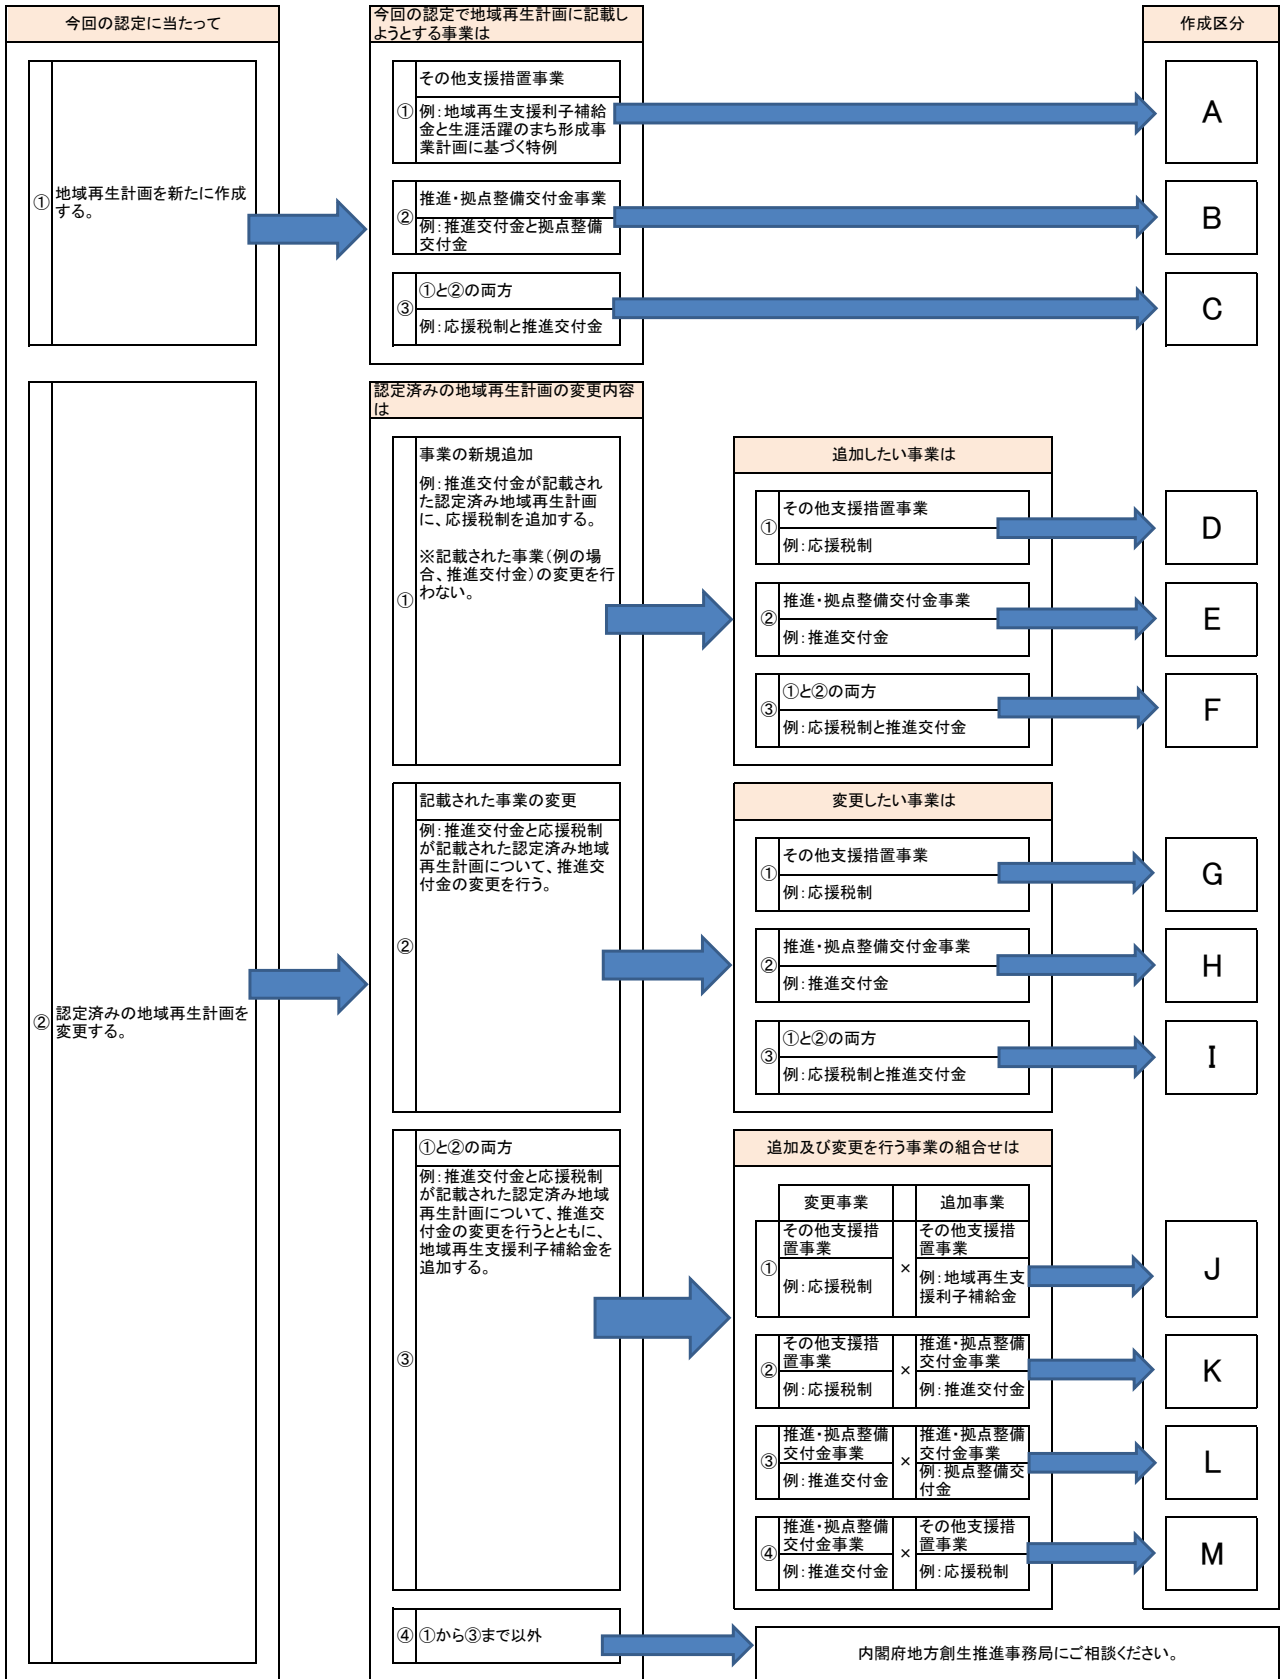 今回の認定に当たって
①
地域再生計画を新たに作成
する。
今回の認定で地域再生計画に記載し
ようとする事業は
①
その他支援措置事業
例：地域再生支援利子補給
金と生涯活躍のまち形成事
業計画に基づく特例
②
推進・拠点整備交付金事業
例：推進交付金と拠点整備
交付金
③
①と②の両方
例：応援税制と推進交付金
作成区分
A
B
C
②
認定済みの地域再生計画を
変更する。
認定済みの地域再生計画の変更内容
は
①
事業の新規追加
例：推進交付金が記載され
た認定済み地域再生計画
に、応援税制を追加する。
※記載された事業（例の場
合、推進交付金）の変更を行
わない。
追加したい事業は
①
その他支援措置事業
例：応援税制
D
②
推進・拠点整備交付金事業
例：推進交付金
E
③
①と②の両方
例：応援税制と推進交付金
F
②
記載された事業の変更
例：推進交付金と応援税制
が記載された認定済み地域
再生計画について、推進交
付金の変更を行う。
変更したい事業は
①
その他支援措置事業
例：応援税制
G
②
推進・拠点整備交付金事業
例：推進交付金
H
③
①と②の両方
例：応援税制と推進交付金
I
③
①と②の両方
例：推進交付金と応援税制
が記載された認定済み地域
再生計画について、推進交
付金の変更を行うとともに、
地域再生支援利子補給金を
追加する。
追加及び変更を行う事業の組合せは
変更事業 追加事業
①
その他支援措
置事業
例：応援税制
×
その他支援措
置事業
例：地域再生支
援利子補給金
J
②
その他支援措
置事業
例：応援税制
×
推進・拠点整備
交付金事業
例：推進交付金
K
③
推進・拠点整備
交付金事業
例：推進交付金
×
推進・拠点整備
交付金事業
例：拠点整備交
付金
L
④
推進・拠点整備
交付金事業
例：推進交付金
×
その他支援措
置事業
例：応援税制
M
④
①から③まで以外
内閣府地方創生推進事務局にご相談ください。